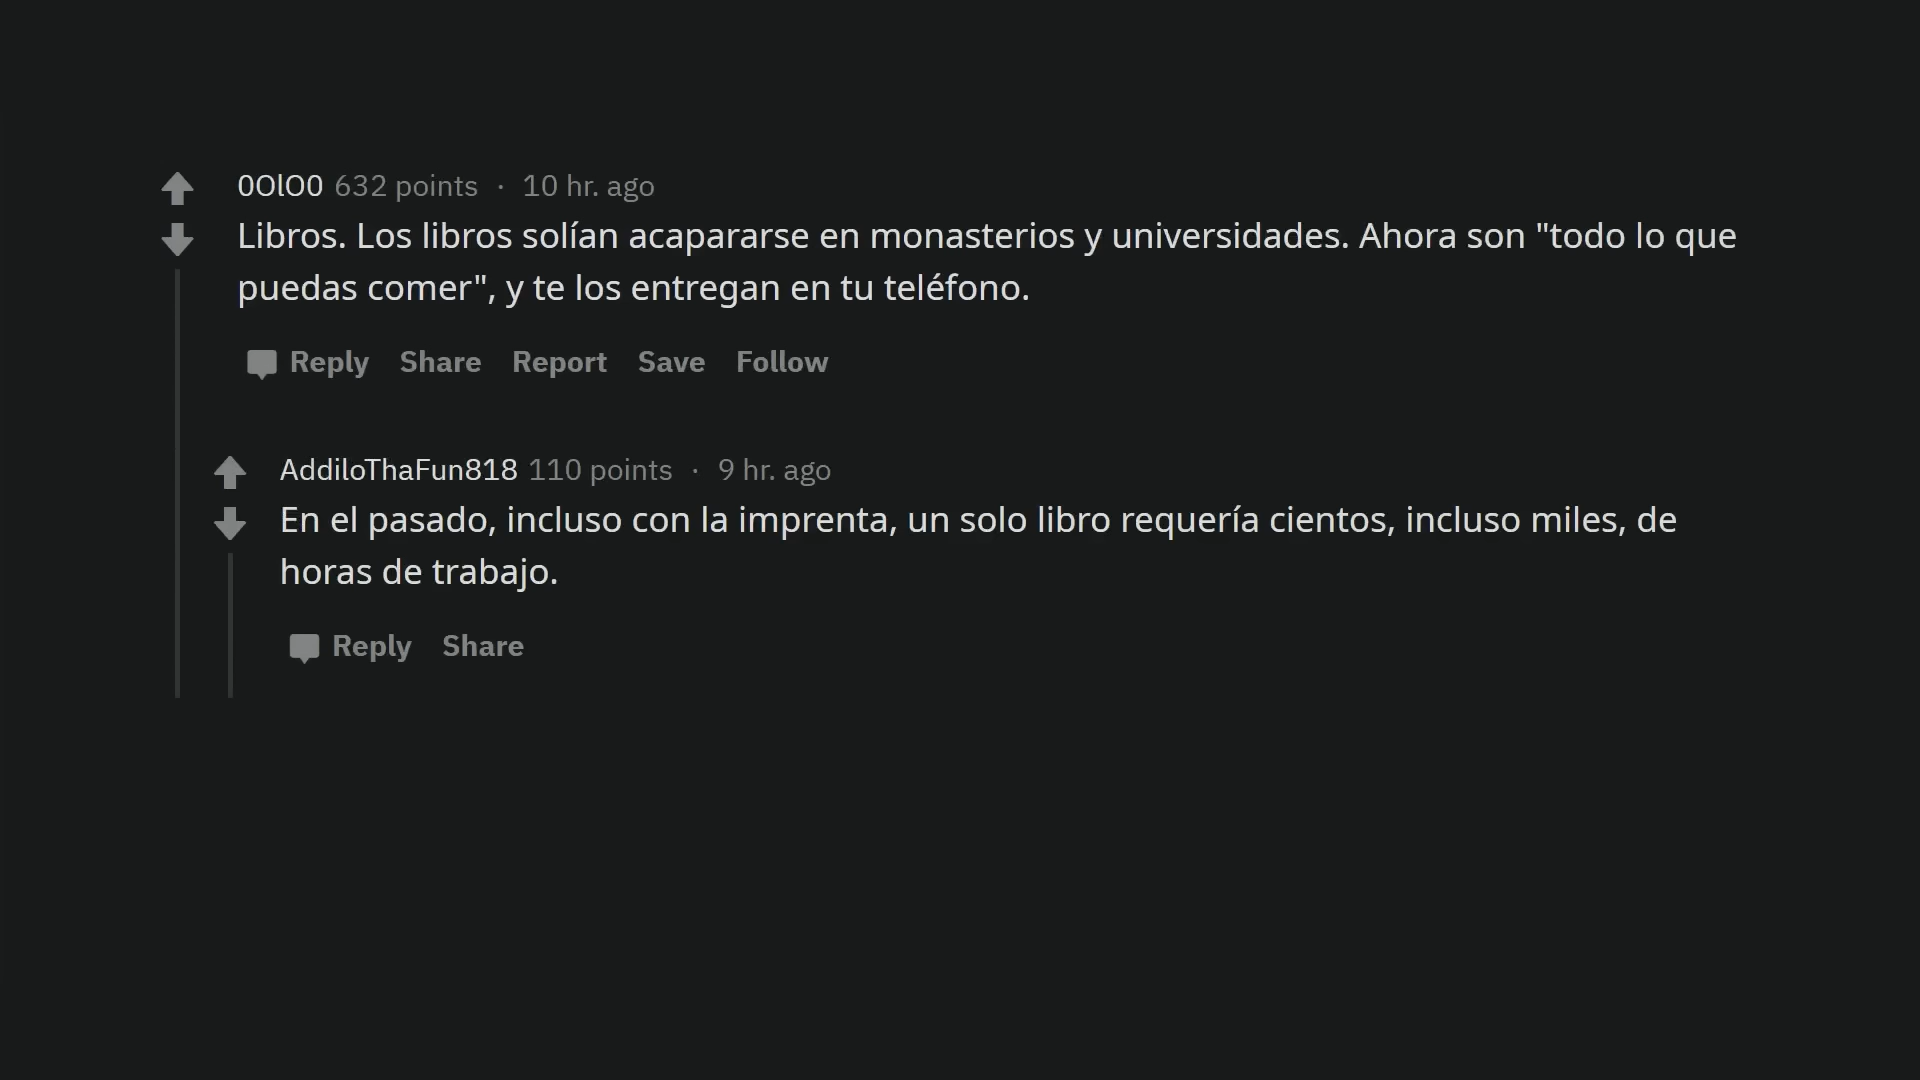 0OlO0 632 points · 10 hr. ago
Libros. Los libros solían acapararse en monasterios y universidades. Ahora son "todo lo que
puedas comer", y te los entregan en tu teléfono.
Reply Share Report Save Follow
AddiloThaFun818 110 points · 9 hr. ago
En el pasado, incluso con la imprenta, un solo libro requería cientos, incluso miles, de
horas de trabajo.
Reply Share